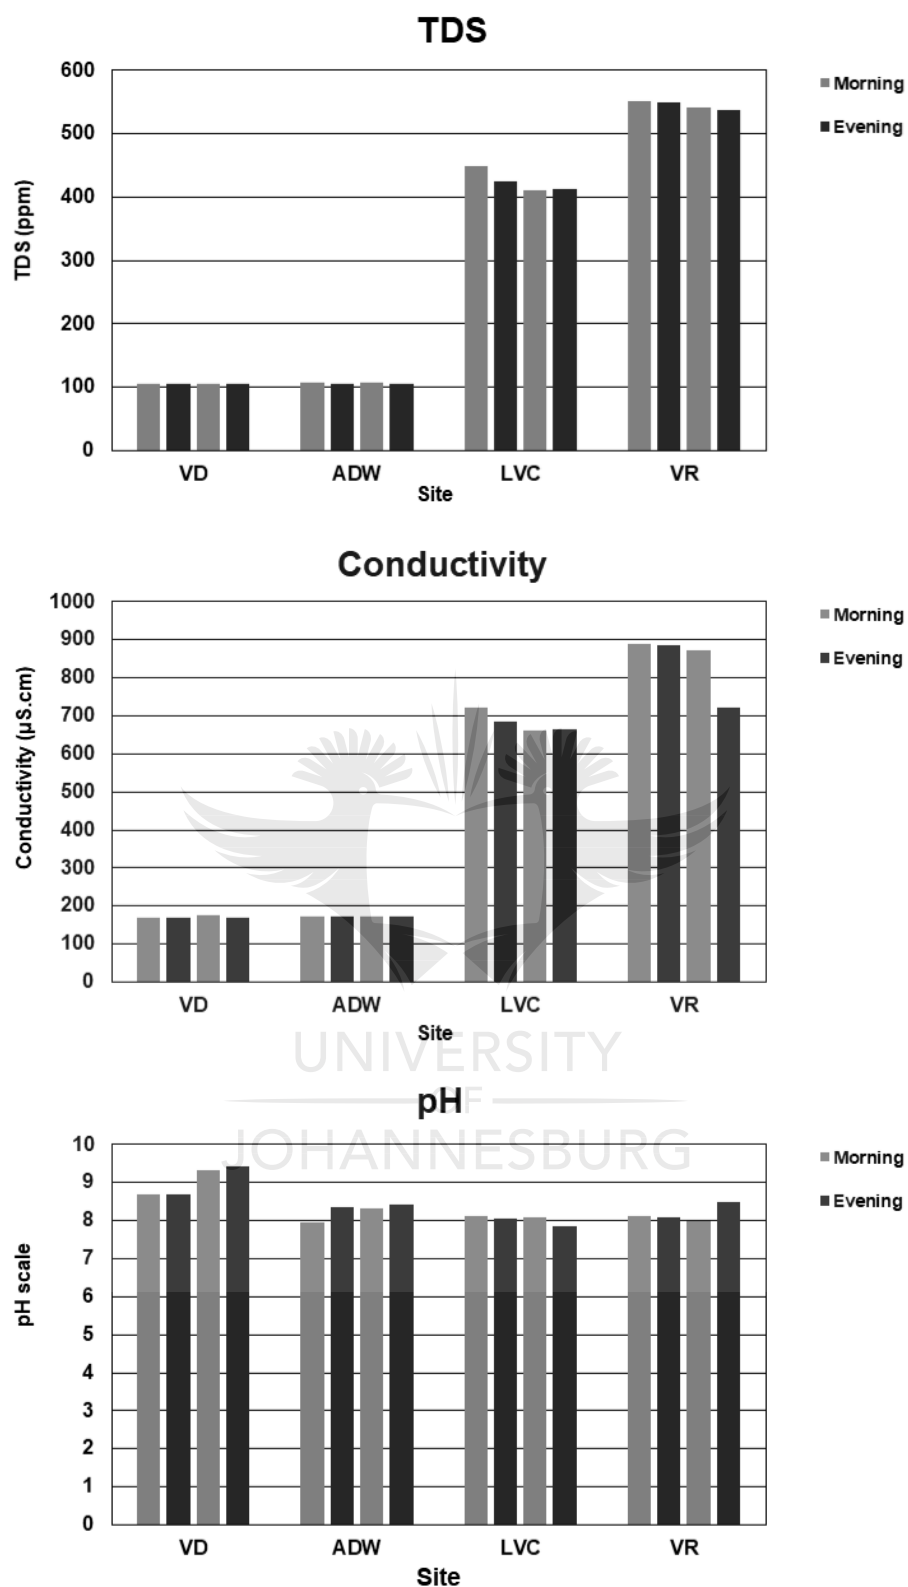 TDS
600
500
400
300
200
100
0
TDS (ppm)
VD ADW LVC VR
Site
Morning
Evening
Conductivity
1000
900
800
700
600
500
400
300
200
100
0
Conductivity (µS.cm)
VD ADW LVC VR
Site
Morning
Evening
UNIVERSITY
OF
JOHANNESBURG
pH
10
9
8
7
6
5
4
3
2
1
0
pH scale
VD ADW LVC VR
Site
Morning
Evening